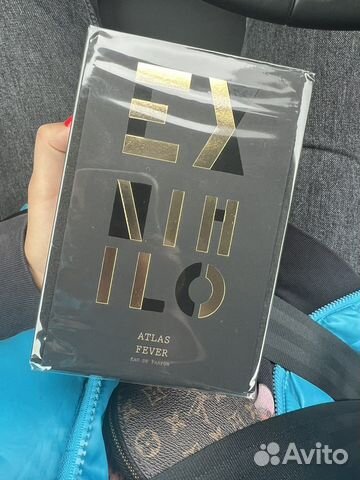 EX
NIH
ILO
ATLAS
FEVER
EAU DE PARFUM
Avito